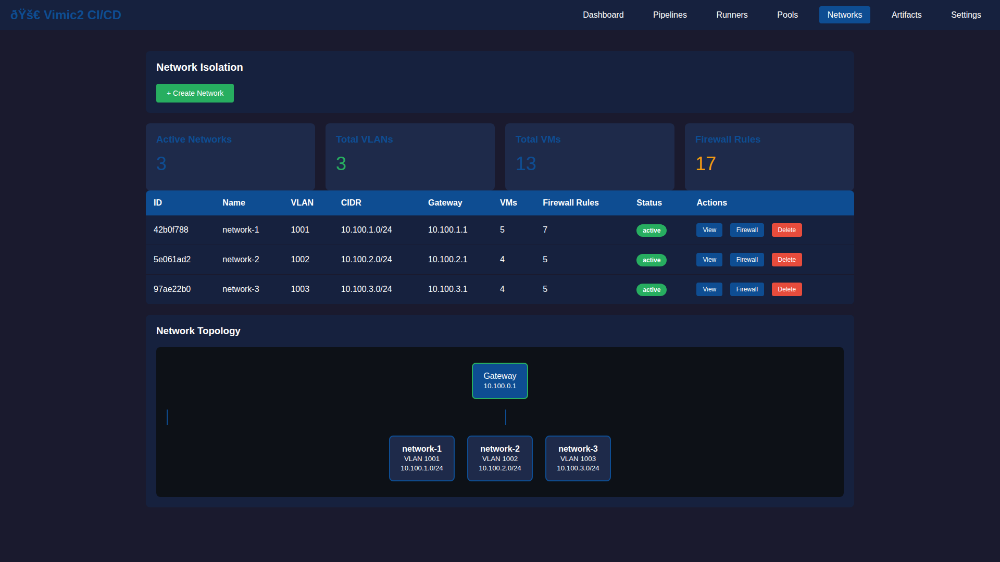 ðŸš€ Vimic2 CI/CD
Dashboard Pipelines Runners Pools Networks Artifacts Settings
Network Isolation
+ Create Network
Active Networks Total VLANs Total VMs Firewall Rules
3 3 13 17
ID Name VLAN CIDR Gateway VMs Firewall Rules Status Actions
42b0f788 network-1 1001 10.100.1.0/24 10.100.1.1 5 7 active View Firewall Delete
5e061ad2 network-2 1002 10.100.2.0/24 10.100.2.1 4 5 active View Firewall Delete
97ae22b0 network-3 1003 10.100.3.0/24 10.100.3.1 4 5 active View Firewall Delete
Network Topology
Gateway
10.100.0.1
network-1 network-2 network-3
VLAN 1001 VLAN 1002 VLAN 1003
10.100.1.0/24 10.100.2.0/24 10.100.3.0/24